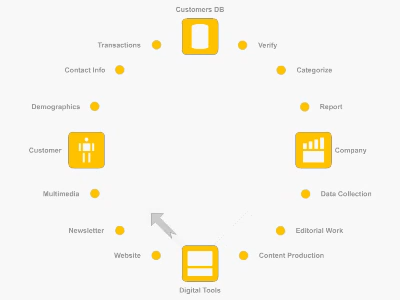 Customers DB
Transactions
Verify
Contact Info
Categorize
Demographics
Report
Customer
Company
Multimedia
Data Collection
Newsletter
Editorial Work
Website
Content Production
Digital Tools